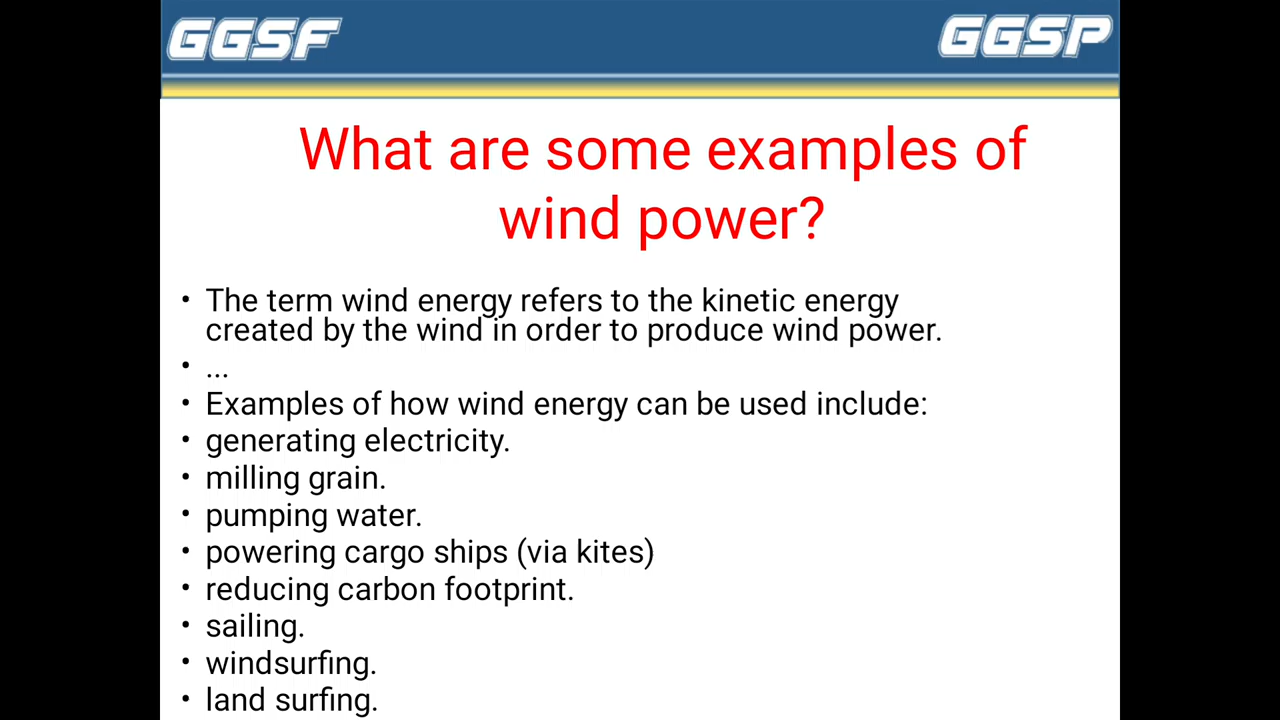 GGSF GGSP
What are some examples of
wind power?
• The term wind energy refers to the kinetic energy
created by the wind in order to produce wind power.
• ...
• Examples of how wind energy can be used include:
• generating electricity.
• milling grain.
• pumping water.
• powering cargo ships (via kites)
• reducing carbon footprint.
• sailing.
• windsurfing.
• land surfing.